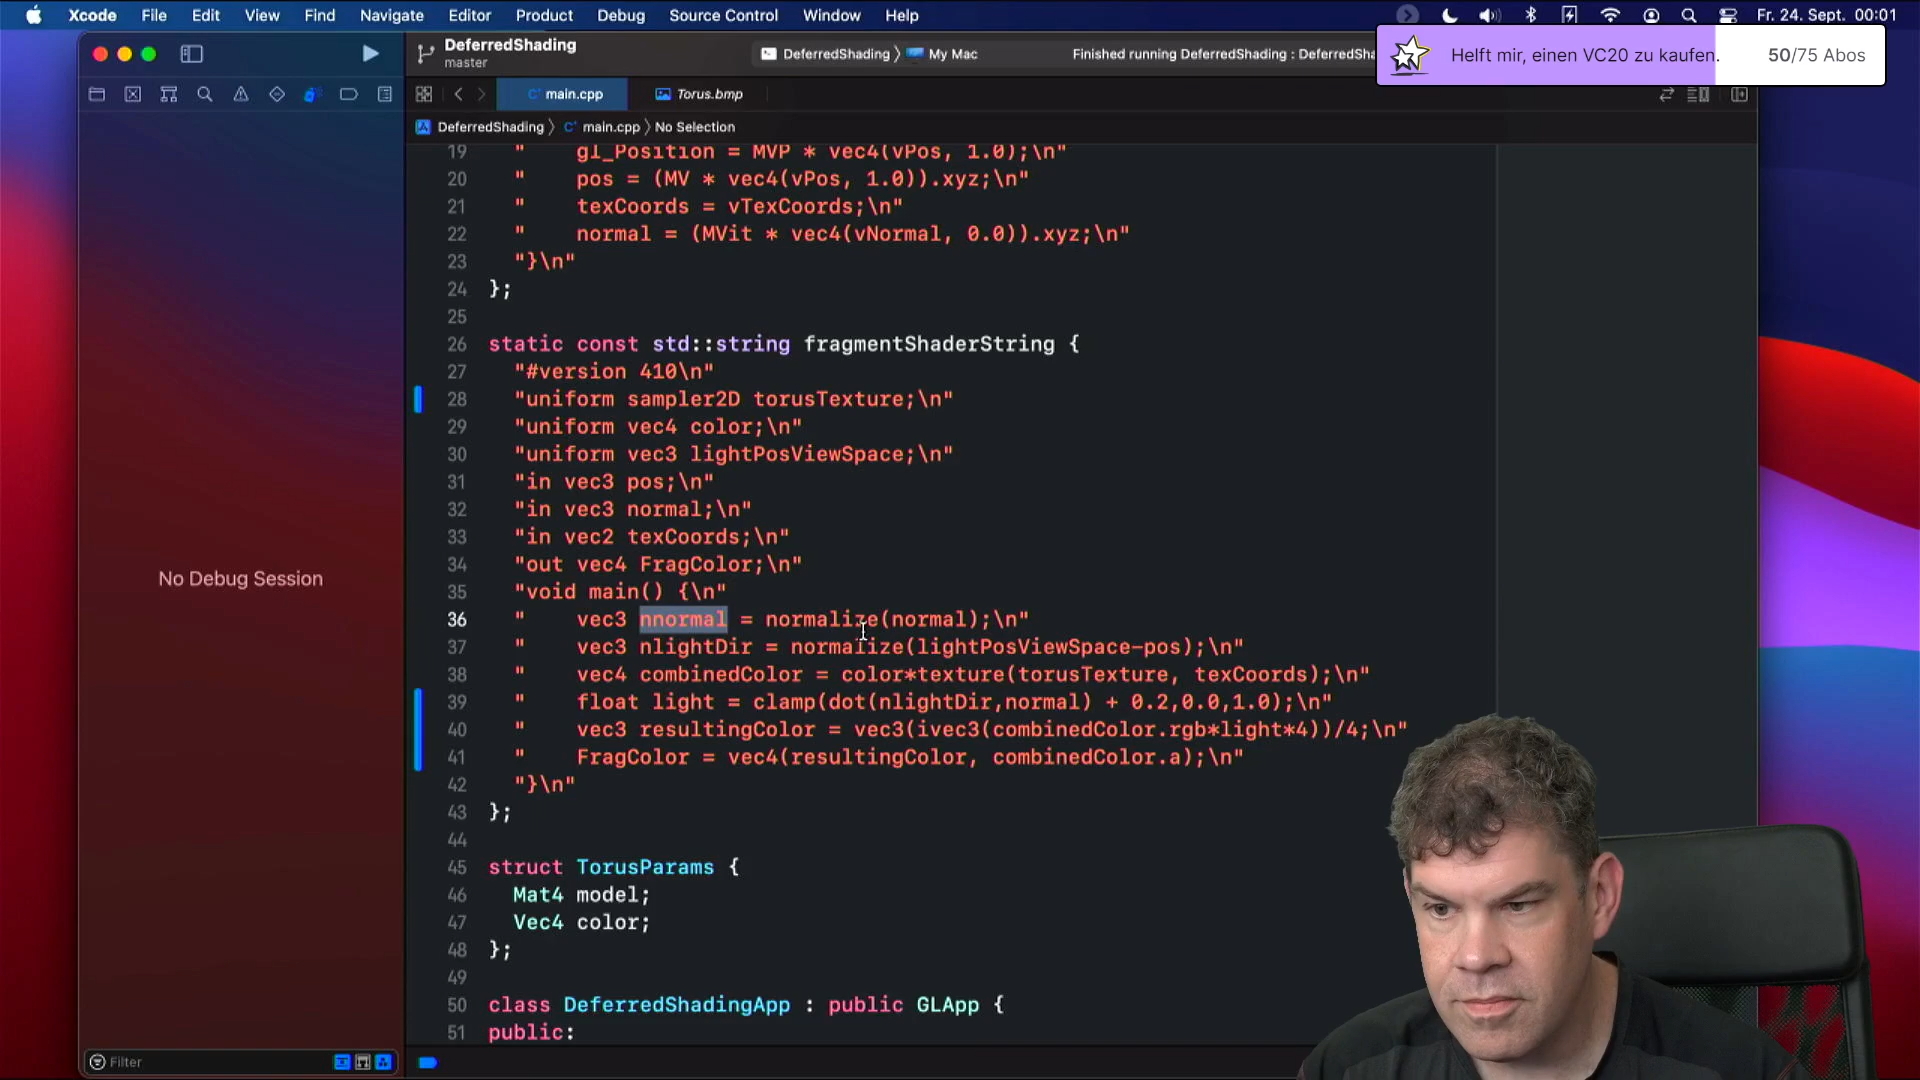 Xcode File Edit View Find Navigate Editor Product Debug Source Control Window Help Fr. 24. Sept. 00:01
Helft mir, einen VC20 zu kaufen. 50/75 Abos
DeferredShading
master
DeferredShading 〉 My Mac
Finished running DeferredShading : DeferredSha
main.cpp
Torus.bmp
DeferredShading 〉 main.cpp 〉 No Selection
No Debug Session
19 "    gl_Position = MVP * vec4(vPos, 1.0);\n"
20 "    pos = (MV * vec4(vPos, 1.0)).xyz;\n"
21 "    texCoords = vTexCoords;\n"
22 "    normal = (MVit * vec4(vNormal, 0.0)).xyz;\n"
23 "}\n"
24 };
25
26 static const std::string fragmentShaderString {
27 "#version 410\n"
28 "uniform sampler2D torusTexture;\n"
29 "uniform vec4 color;\n"
30 "uniform vec3 lightPosViewSpace;\n"
31 "in vec3 pos;\n"
32 "in vec3 normal;\n"
33 "in vec2 texCoords;\n"
34 "out vec4 FragColor;\n"
35 "void main() {\n"
36 "    vec3 nnormal = normalize(normal);\n"
37 "    vec3 nlightDir = normalize(lightPosViewSpace-pos);\n"
38 "    vec4 combinedColor = color*texture(torusTexture, texCoords);\n"
39 "    float light = clamp(dot(nlightDir,normal) + 0.2,0.0,1.0);\n"
40 "    vec3 resultingColor = vec3(ivec3(combinedColor.rgb*light*4))/4;\n"
41 "    FragColor = vec4(resultingColor, combinedColor.a);\n"
42 "}\n"
43 };
44
45 struct TorusParams {
46 Mat4 model;
47 Vec4 color;
48 };
49
50 class DeferredShadingApp : public GLApp {
51 public:
Filter